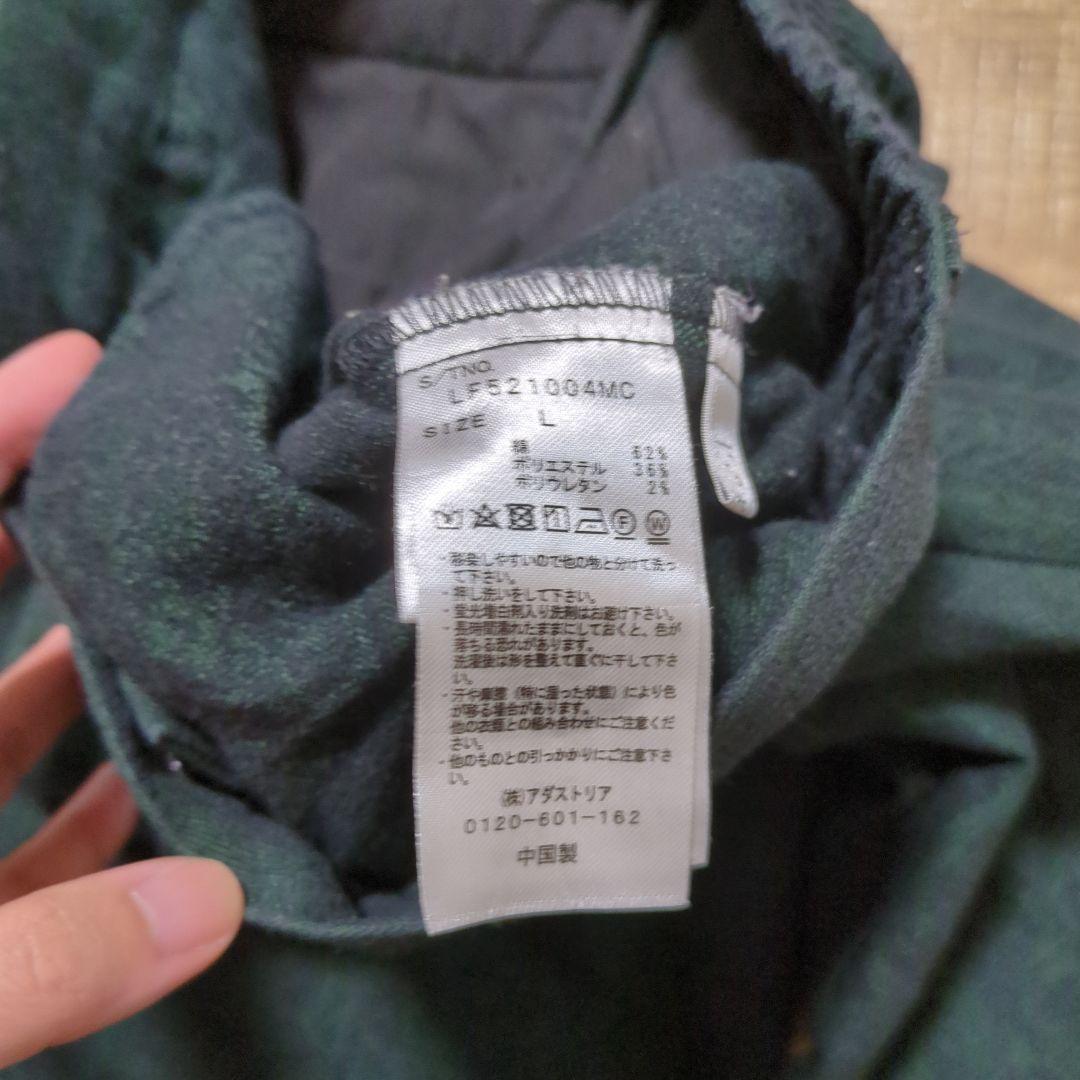 S/TNO.
LF521004MC
SIZE L
綿 62%
ポリエステル 36%
ポリウレタン 2%
F W
・移染しやすいので他の物と分けて洗っ
て下さい。
・押し洗いをして下さい。
・蛍光増白剤入り洗剤はお避け下さい。
・長時間濡れたままにしておくと、色が
落ちる恐れがあります。
洗濯後は形を整えて直ぐに干して下さ
い。
・汗や摩擦（特に湿った状態）により色
が移る場合があります。
他の衣類との組み合わせにご注意くだ
さい。
・他のものとの引っかかりにご注意下さ
い。
(株)アダストリア
0120-601-162
中国製